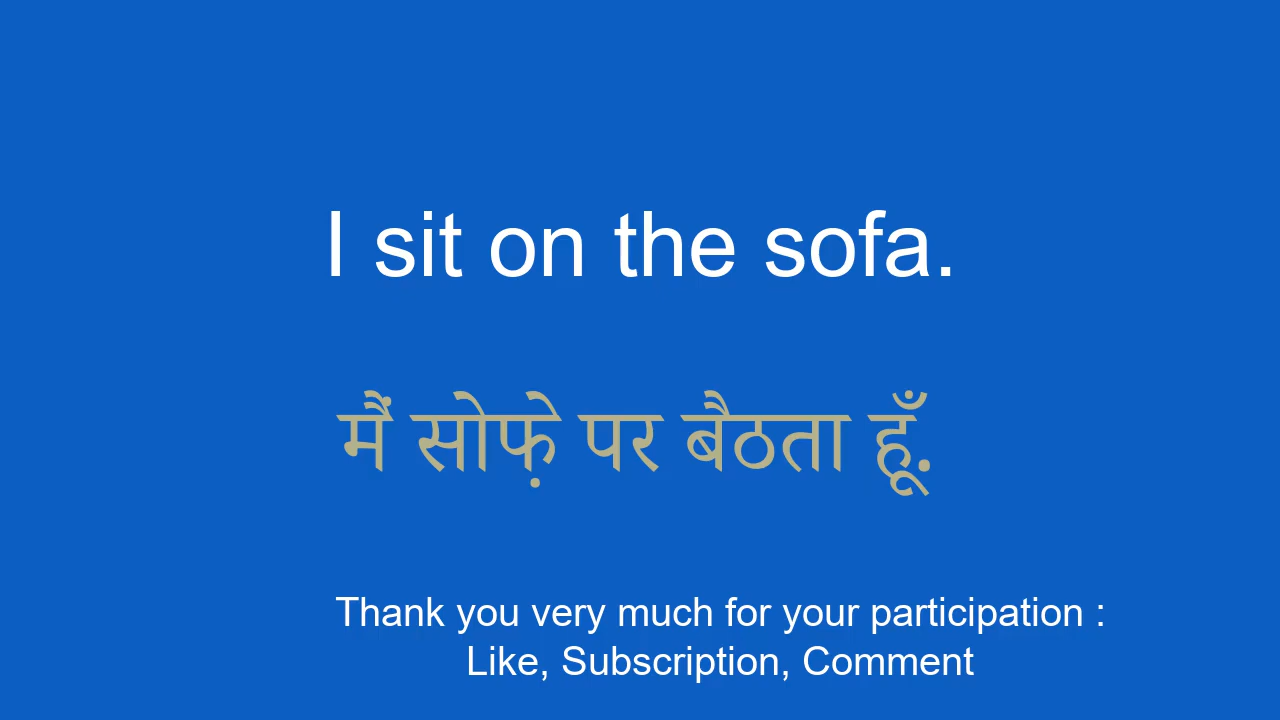 I sit on the sofa.
मैं सोफ़े पर बैठता हूँ.
Thank you very much for your participation :
Like, Subscription, Comment